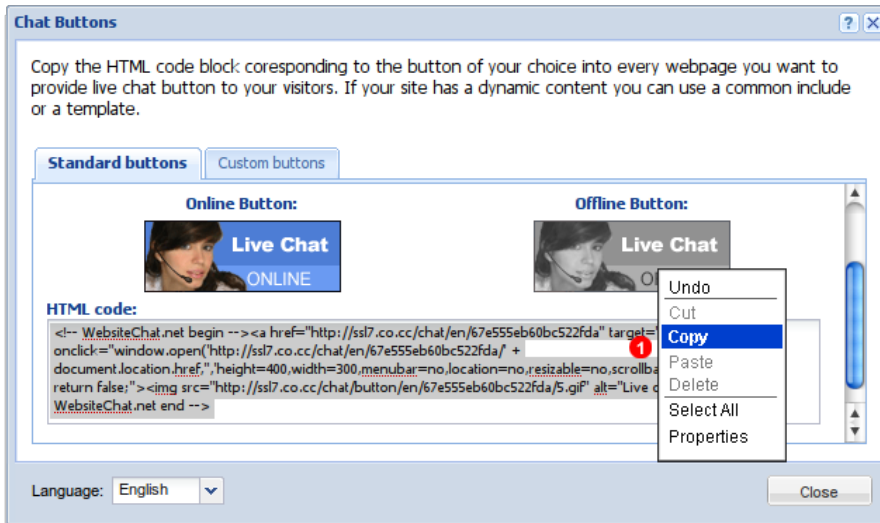 Chat Buttons
Copy the HTML code block coresponding to the button of your choice into every webpage you want to
provide live chat button to your visitors. If your site has a dynamic content you can use a common include
or a template.
Standard buttons Custom buttons
Online Button: Offline Button:
Live Chat Live Chat
ONLINE
HTML code:
<!-- WebsiteChat.net begin --><a href="http://ssl7.co.cc/chat/en/67e555eb60bc522fda" target="
onclick="window.open('http://ssl7.co.cc/chat/en/67e555eb60bc522fda/' +
document.location.href,'','height=400,width=300,menubar=no,location=no,resizable=no,scrollba
return false;"><img src="http://ssl7.co.cc/chat/button/en/67e555eb60bc522fda/5.gif" alt="Live
WebsiteChat.net end -->
Undo
Cut
1 Copy
Paste
Delete
Select All
Properties
Language: English
Close